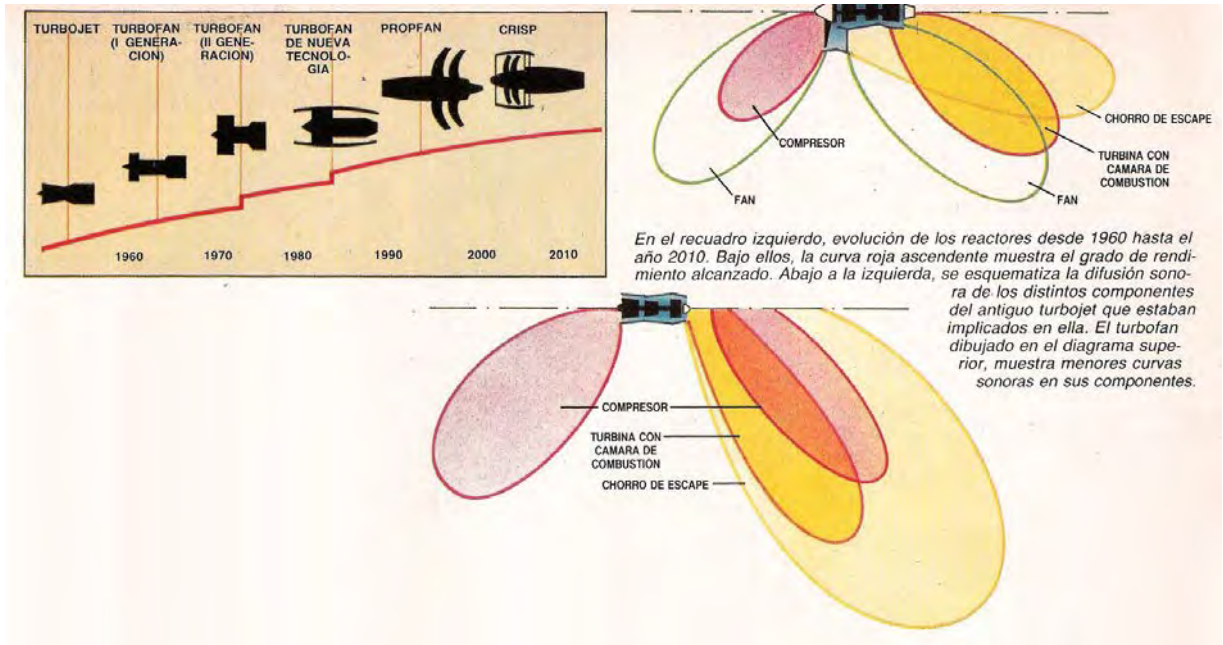 TURBOJET
TURBOFAN
(I GENERA-
CION)
TURBOFAN
(II GENE-
RACION)
TURBOFAN
DE NUEVA
TECNOLO-
GIA
PROPFAN
CRISP
1960
1970
1980
1990
2000
2010
COMPRESOR
FAN
CHORRO DE ESCAPE
TURBINA CON
CAMARA DE
COMBUSTION
FAN
En el recuadro izquierdo, evolución de los reactores desde 1960 hasta el
año 2010. Bajo ellos, la curva roja ascendente muestra el grado de rendi-
miento alcanzado. Abajo a la izquierda, se esquematiza la difusión sono-
ra de los distintos componentes
del antiguo turbojet que estaban
implicados en ella. El turbofan
dibujado en el diagrama supe-
rior, muestra menores curvas
sonoras en sus componentes.
COMPRESOR
TURBINA CON
CAMARA DE
COMBUSTION
CHORRO DE ESCAPE